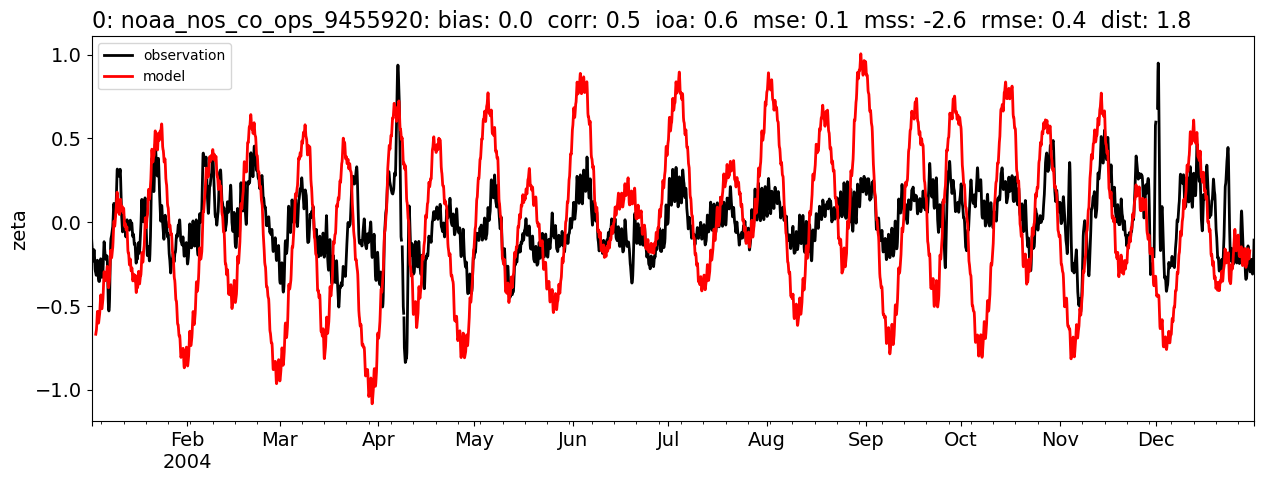 0: noaa_nos_co_ops_9455920: bias: 0.0  corr: 0.5  ioa: 0.6  mse: 0.1  mss: -2.6  rmse: 0.4  dist: 1.8
observation
model
1.0
0.5
0.0
−0.5
−1.0
zeta
Feb Mar Apr May Jun Jul Aug Sep Oct Nov Dec
2004